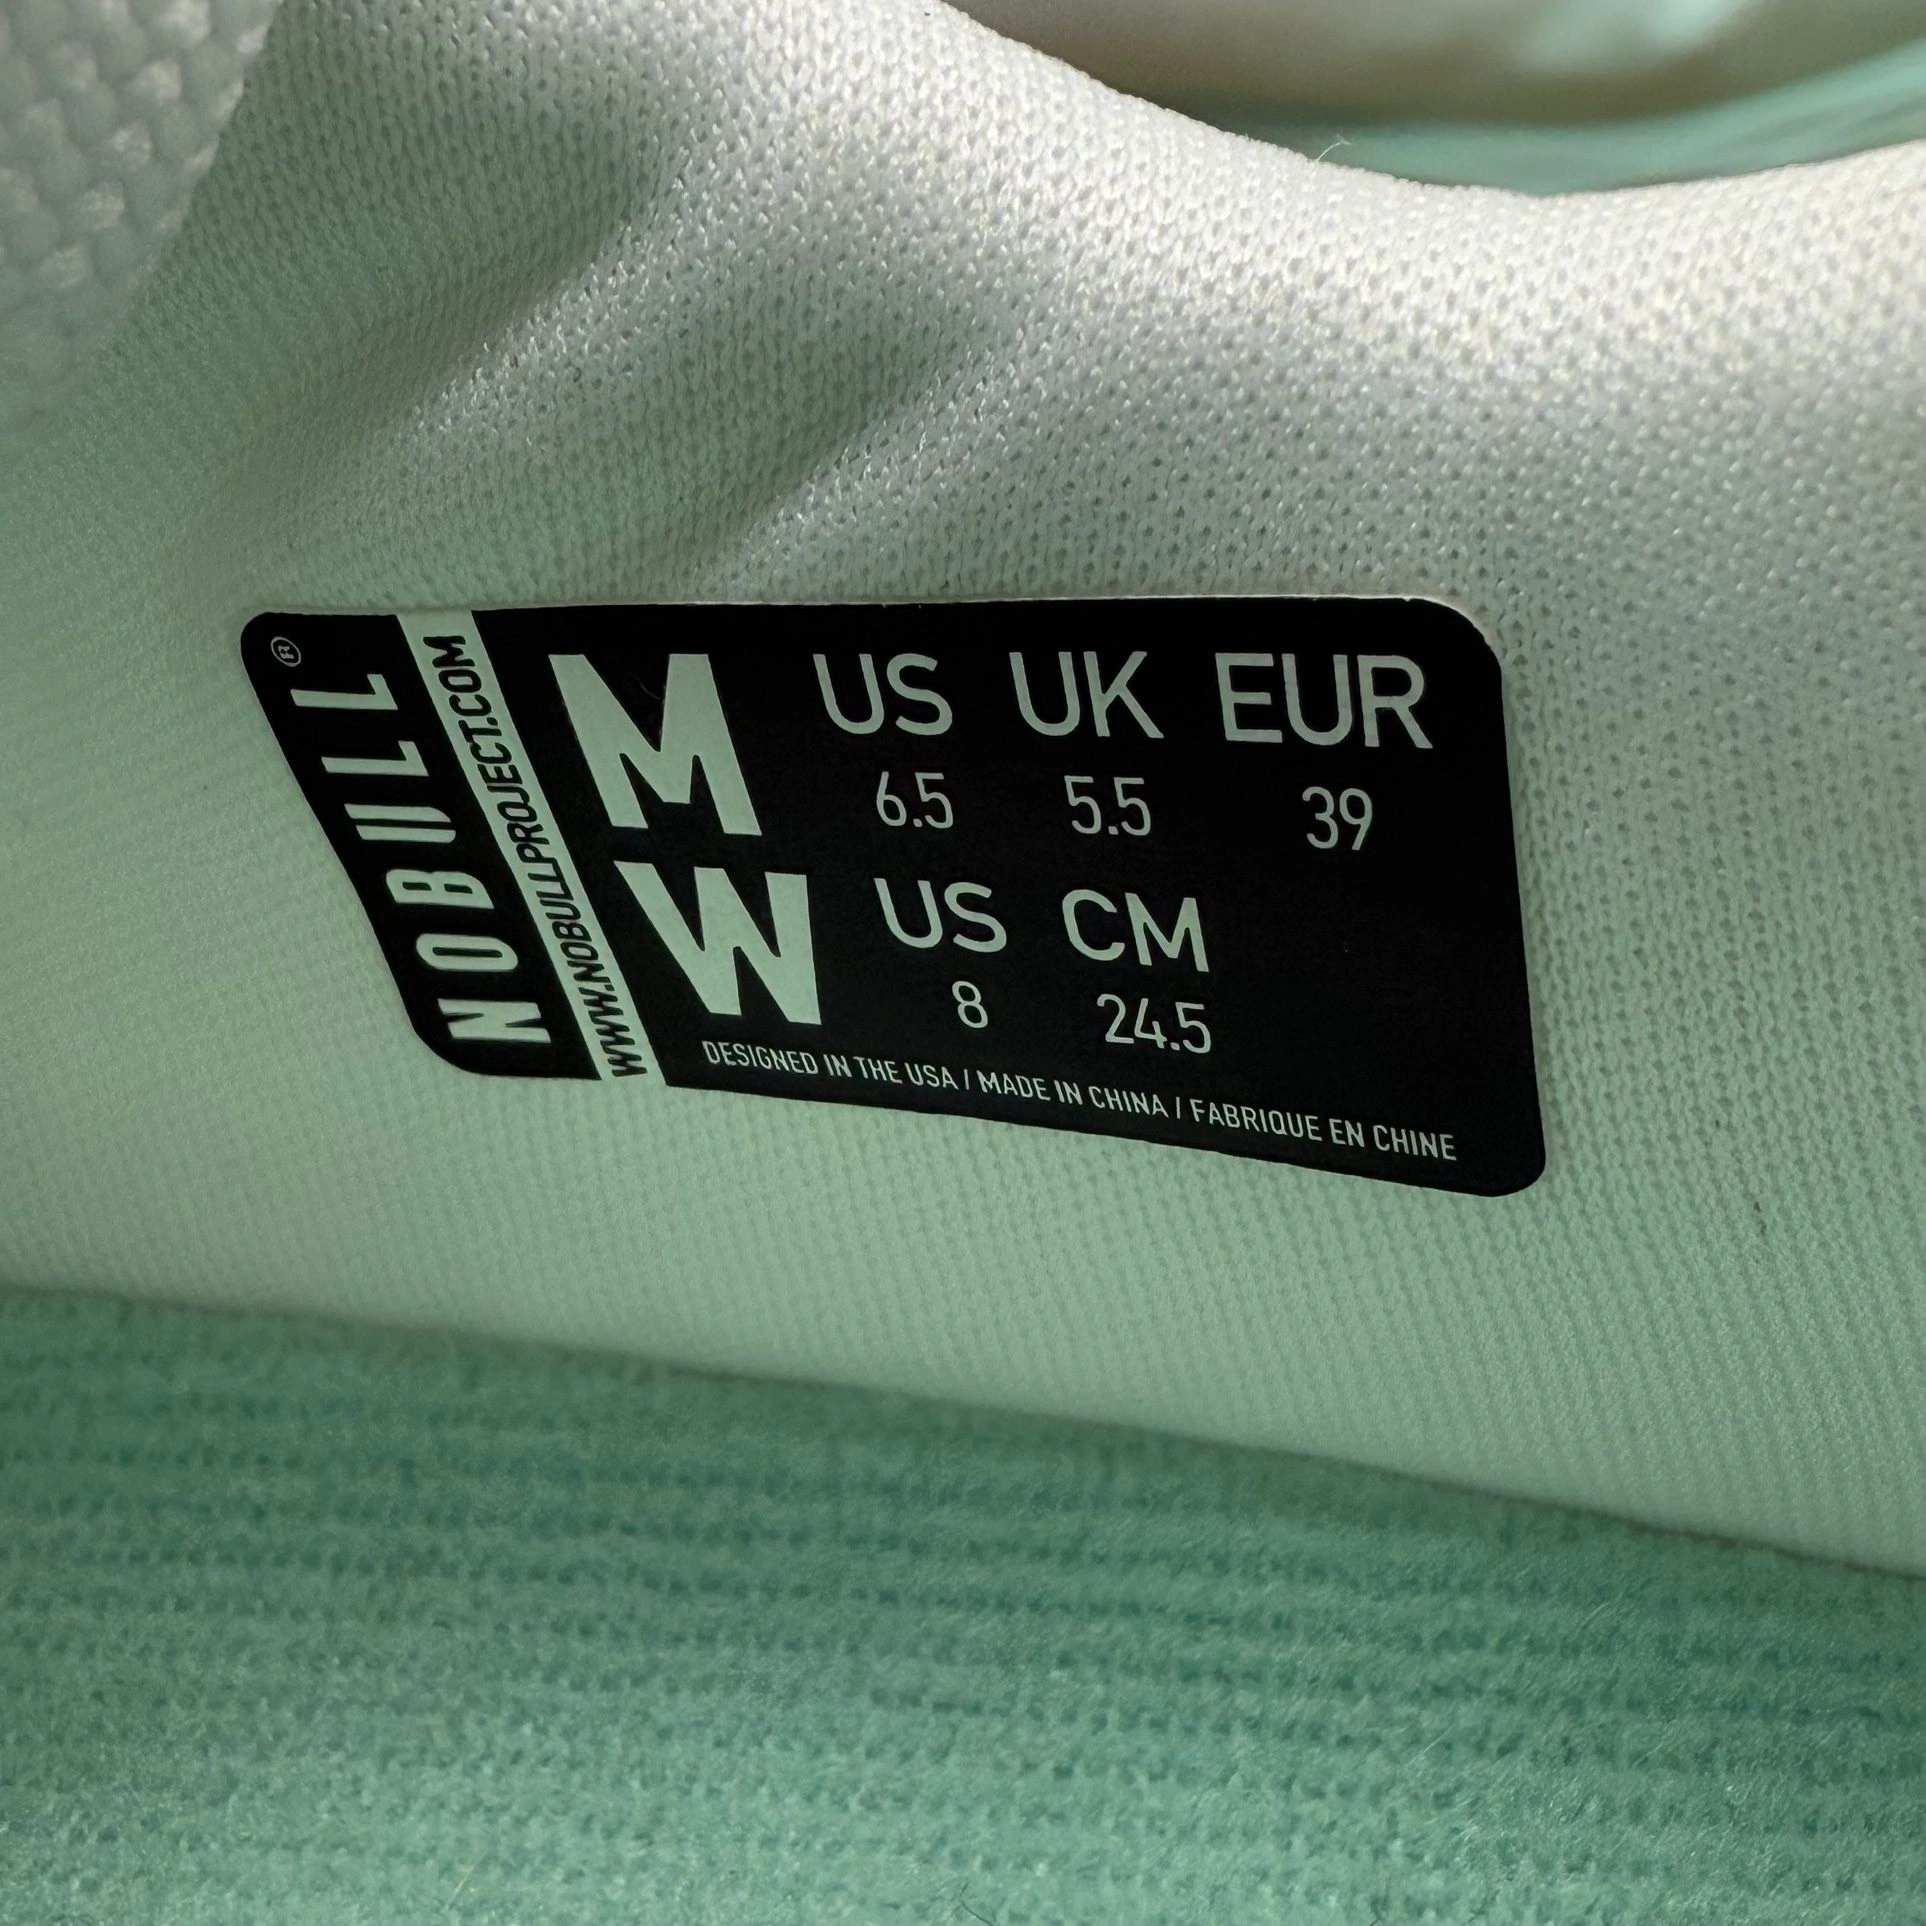 NOBULL®
WWW.NOBULLPROJECT.COM
M US UK EUR
6.5 5.5 39
W US CM
8 24.5
DESIGNED IN THE USA / MADE IN CHINA / FABRIQUE EN CHINE